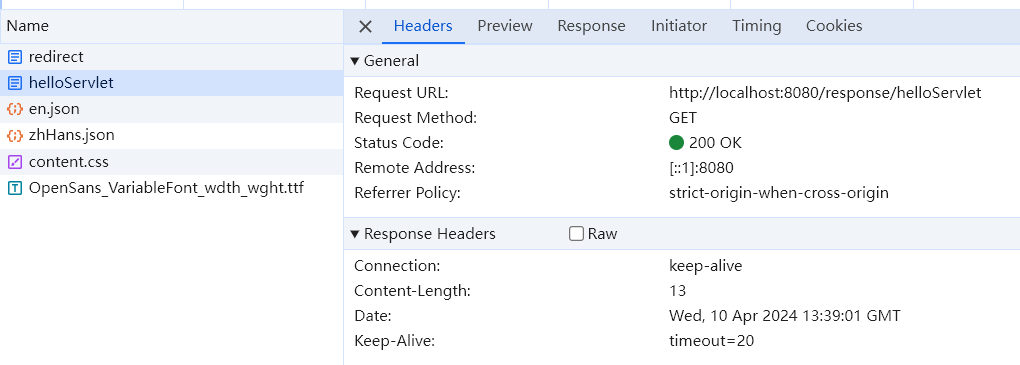 Name
redirect
helloServlet
en.json
zhHans.json
content.css
OpenSans_VariableFont_wdth_wght.ttf
Headers Preview Response Initiator Timing Cookies
General
Request URL: http://localhost:8080/response/helloServlet
Request Method: GET
Status Code: 200 OK
Remote Address: [::1]:8080
Referrer Policy: strict-origin-when-cross-origin
Response Headers Raw
Connection: keep-alive
Content-Length: 13
Date: Wed, 10 Apr 2024 13:39:01 GMT
Keep-Alive: timeout=20